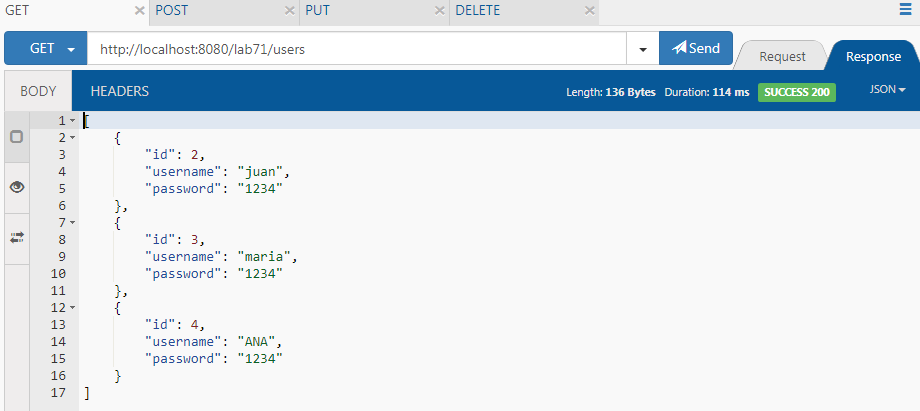 GET POST PUT DELETE
GET http://localhost:8080/lab71/users Send Request Response
BODY HEADERS Length: 136 Bytes Duration: 114 ms SUCCESS 200 JSON
1 [
2 {
3 "id": 2,
4 "username": "juan",
5 "password": "1234"
6 },
7 {
8 "id": 3,
9 "username": "maria",
10 "password": "1234"
11 },
12 {
13 "id": 4,
14 "username": "ANA",
15 "password": "1234"
16 }
17 ]